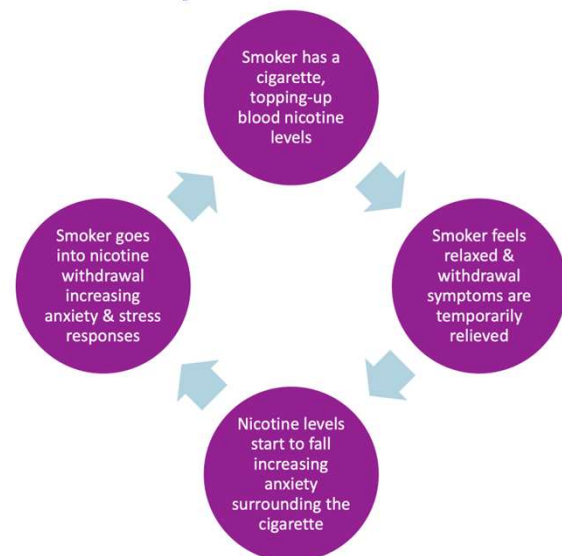 Smoker has a
cigarette,
topping-up
blood nicotine
levels
Smoker feels
relaxed &
withdrawal
symptoms are
temporarily
relieved
Nicotine levels
start to fall
increasing
anxiety
surrounding the
cigarette
Smoker goes
into nicotine
withdrawal
increasing
anxiety & stress
responses